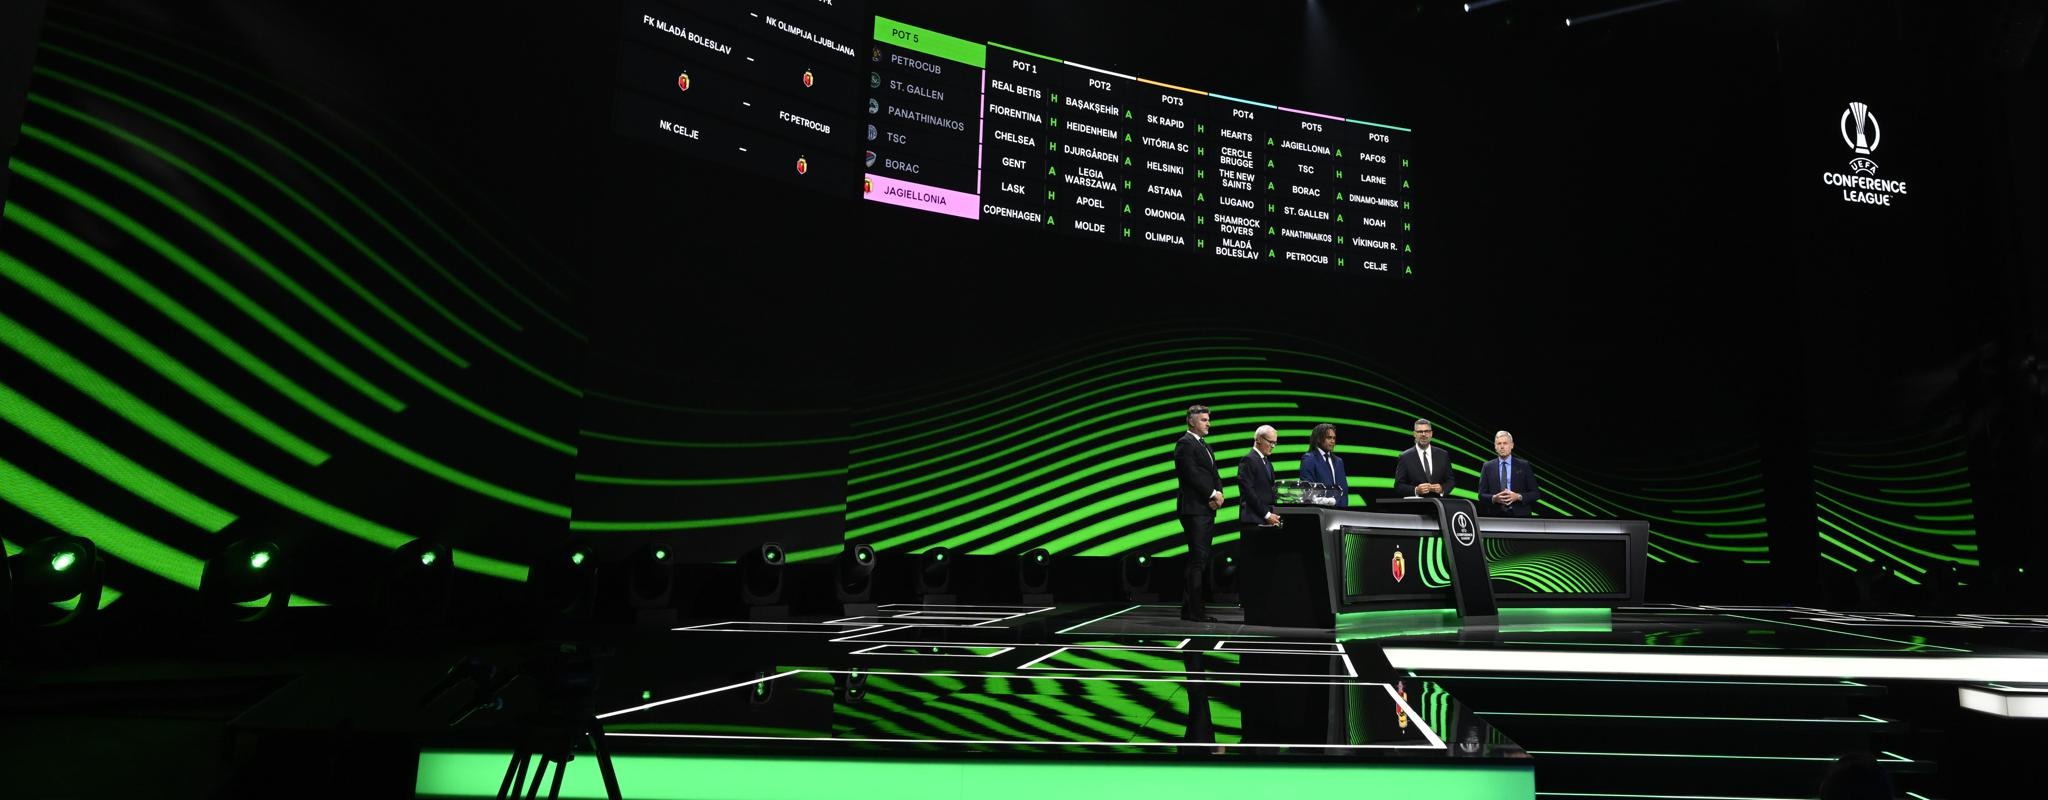 FK MLADÁ BOLESLAV
–
NK OLIMPIJA LJUBLJANA
–
–
FC PETROCUB
NK CELJE
–
POT 5
PETROCUB
ST. GALLEN
PANATHINAIKOS
TSC
BORAC
JAGIELLONIA
POT 1
REAL BETIS H
FIORENTINA H
CHELSEA H
GENT A
LASK H
COPENHAGEN A
POT2
BAŞAKŞEHİR A
HEIDENHEIM A
DJURGÅRDEN A
LEGIA
WARSZAWA H
APOEL A
MOLDE H
POT3
SK RAPID H
VITÓRIA SC H
HELSINKI H
ASTANA A
OMONOIA H
OLIMPIJA H
POT4
HEARTS A
CERCLE
BRUGGE A
THE NEW
SAINTS A
LUGANO H
SHAMROCK
ROVERS A
MLADÁ
BOLESLAV A
POT5
JAGIELLONIA A
TSC H
BORAC A
ST. GALLEN A
PANATHINAIKOS H
PETROCUB H
POT6
PAFOS H
LARNE A
DINAMO-MINSK H
NOAH H
VÍKINGUR R. A
CELJE A
UEFA
CONFERENCE
LEAGUE™